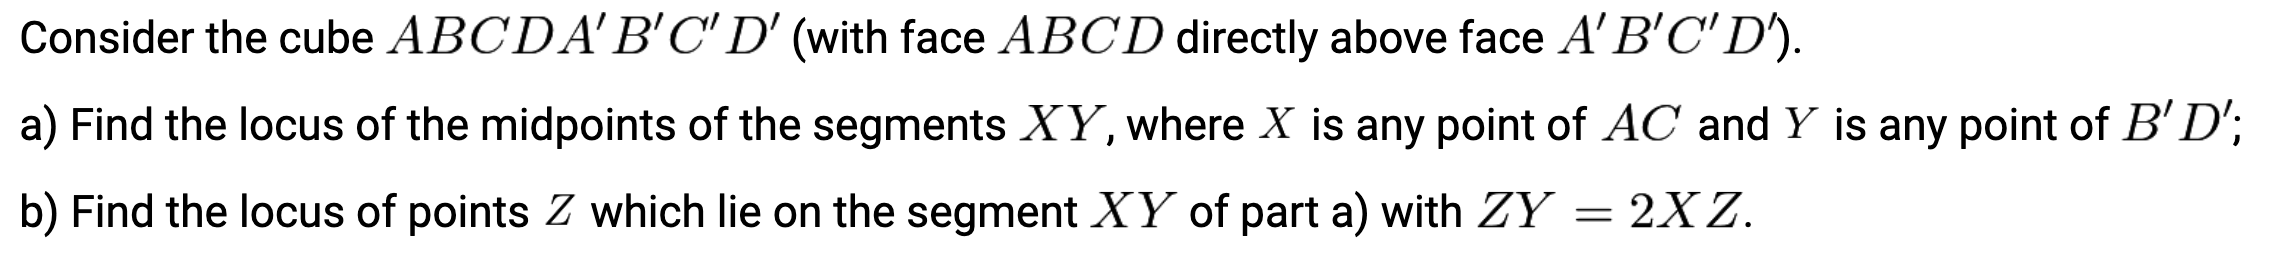 Consider the cube ABCDA′B′C′D′ (with face ABCD directly above face A′B′C′D′).
a) Find the locus of the midpoints of the segments XY, where X is any point of AC and Y is any point of B′D′;
b) Find the locus of points Z which lie on the segment XY of part a) with ZY = 2XZ.